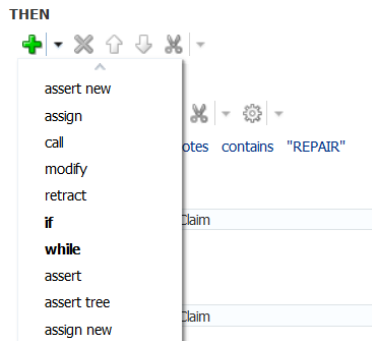 THEN
assert new
assign
call
otes contains "REPAIR"
modify
retract
if
Claim
while
assert
assert tree
Claim
assign new